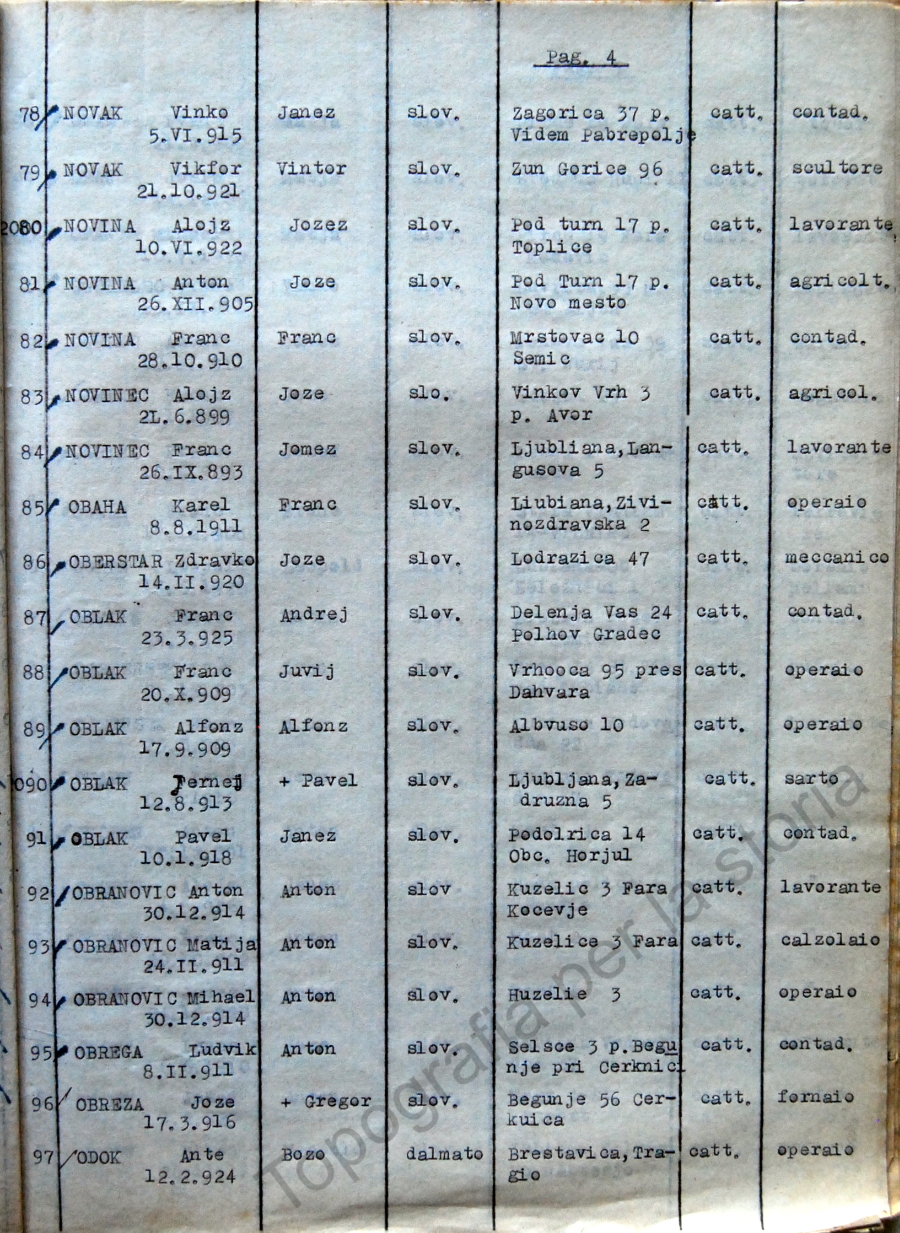 Pag. 4
78 NOVAK Vinko Janez slov. Zagorica 37 p. catt. contad.
5.VI.915 Videm Pabrepolje
79 NOVAK Vikfor Vintor slov. Zun Gorice 96 catt. scultore
21.10.921
2080 NOVINA Alojz Jozez slov. Pod turn 17 p. catt. lavorante
10.VI.922 Toplice
81 NOVINA Anton Joze slov. Pod Turn 17 p. catt. agricolt.
26.XII.905 Novo mesto
82 NOVINA Franc Franc slov. Mrstovac 10 catt. contad.
28.10.910 Semic
83 NOVINEC Alojz Joze slo. Vinkov Vrh 3 catt. agricol.
2L.6.899 p. Avor
84 NOVINEC Franc Jomez slov. Ljubliana,Lan- catt. lavorante
26.IX.893 gusova 5
85 OBAHA Karel Franc slov. Liubiana,Zivi- catt. operaio
8.8.1911 nozdravska 2
86 OBERSTAR Zdravko Joze slov. Lodrazica 47 catt. meccanico
14.II.920
87 OBLAK Franc Andrej slov. Delenja Vas 24 catt. contad.
23.3.925 Polhov Gradec
88 OBLAK Franc Juvij slov. Vrhooca 95 pres catt. operaio
20.X.909 Dahvara
89 OBLAK Alfonz Alfonz slov. Albvuso 10 catt. operaio
17.9.909
090 OBLAK Jernej + Pavel slov. Ljubljana,Za- catt. sarto
12.8.913 druzna 5
91 OBLAK Pavel Janez slov. Podolrica 14 catt. contad.
10.1.918 Obc. Horjul
92 OBRANOVIC Anton Anton slov Kuzelic 3 Fara catt. lavorante
30.12.914 Kocevje
93 OBRANOVIC Matija Anton slov. Kuzelice 3 Fara catt. calzolaio
24.II.911
94 OBRANOVIC Mihael Anton slov. Huzelie 3 catt. operaio
30.12.914
95 OBREGA Ludvik Anton slov. Selsce 3 p.Begu catt. contad.
8.II.911 nje pri Cerknici
96 OBREZA Joze + Gregor slov. Begunje 56 Cer- catt. fornaio
17.3.916 kuica
97 ODOK Ante Bozo dalmato Brestavica,Tra- catt. operaio
12.2.924 gio
Topografia per la storia